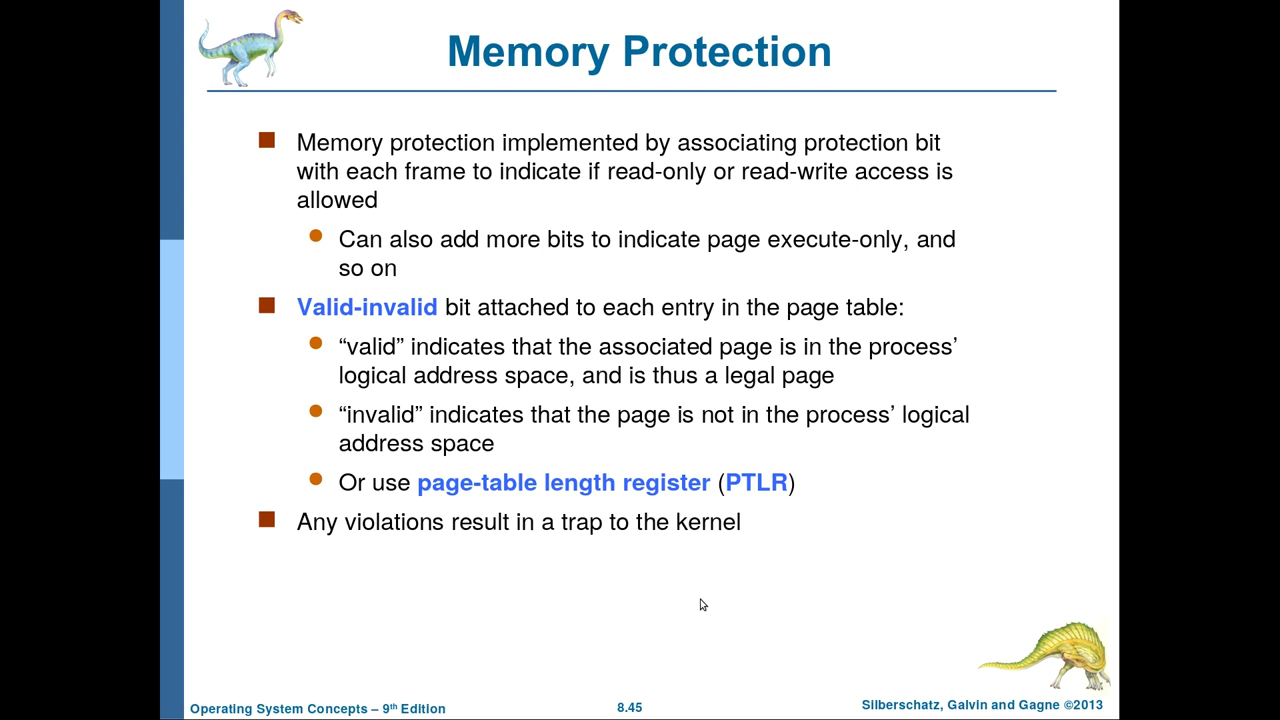 Memory Protection
Memory protection implemented by associating protection bit
with each frame to indicate if read-only or read-write access is
allowed
Can also add more bits to indicate page execute-only, and
so on
Valid-invalid bit attached to each entry in the page table:
“valid” indicates that the associated page is in the process’
logical address space, and is thus a legal page
“invalid” indicates that the page is not in the process’ logical
address space
Or use page-table length register (PTLR)
Any violations result in a trap to the kernel
Operating System Concepts – 9th Edition
8.45
Silberschatz, Galvin and Gagne ©2013